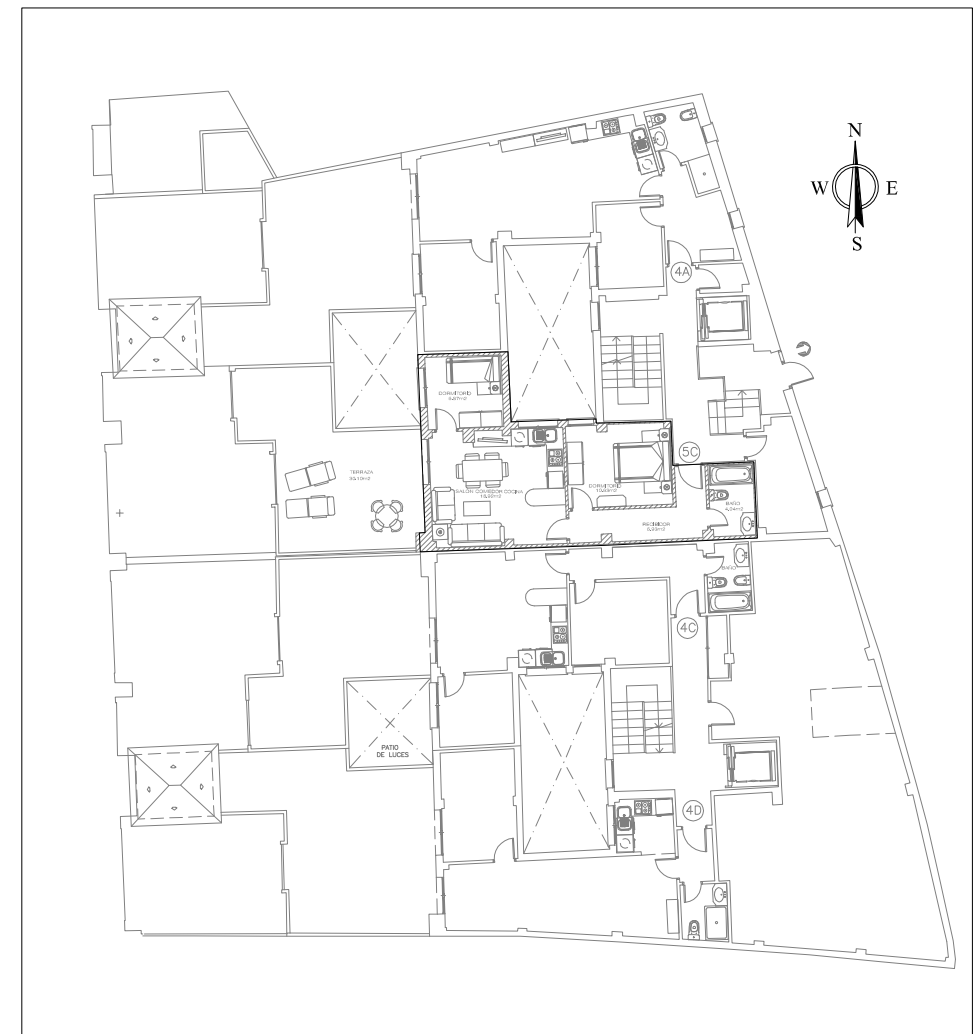 N
W E
S
4A
DORMITORIO
5C
TERRAZA
SALON COMEDOR COCINA
DORMITORIO
BAÑO
RECIBIDOR
BAÑO
4C
PATIO
DE LUCES
4D